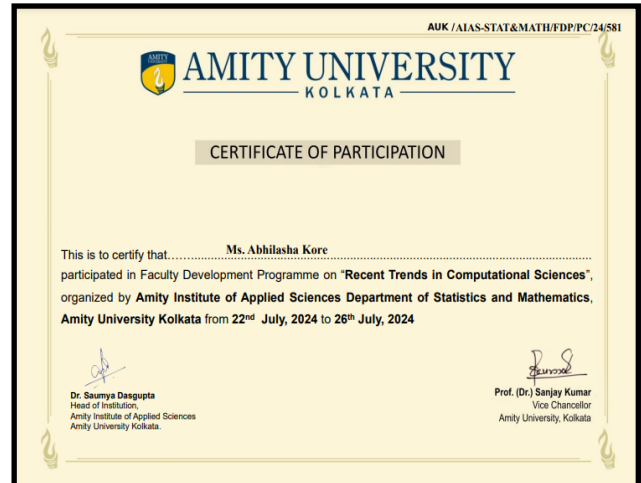 AUK /AIAS-STAT&MATH/FDP/PC/24/581
AMITY
UNIVERSITY
AMITY UNIVERSITY
KOLKATA
CERTIFICATE OF PARTICIPATION
This is to certify that......Ms. Abhilasha Kore......
participated in Faculty Development Programme on “Recent Trends in Computational Sciences”,
organized by Amity Institute of Applied Sciences Department of Statistics and Mathematics,
Amity University Kolkata from 22nd July, 2024 to 26th July, 2024
Dr. Saumya Dasgupta
Head of Institution,
Amity Institute of Applied Sciences
Amity University Kolkata.
Prof. (Dr.) Sanjay Kumar
Vice Chancellor
Amity University, Kolkata